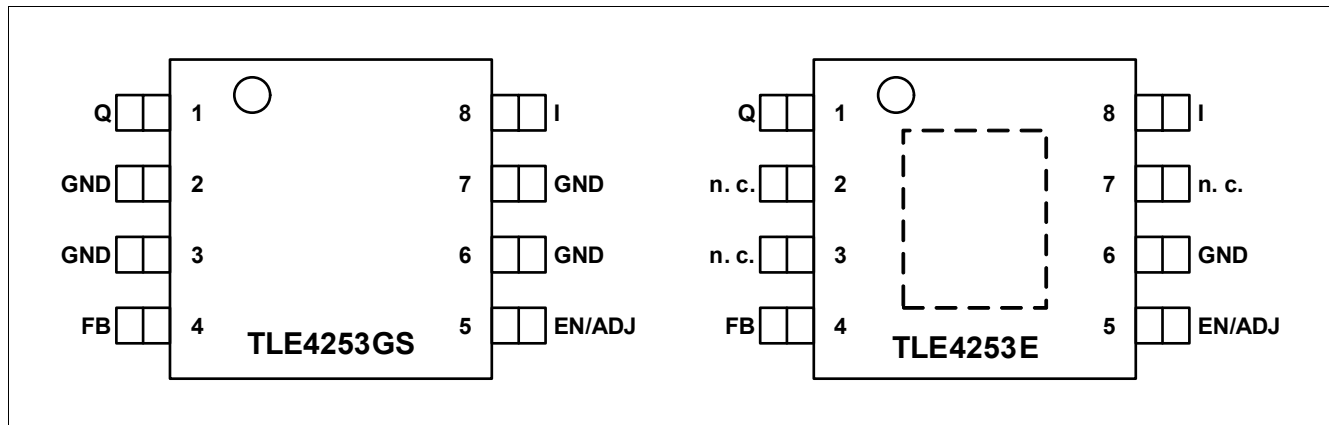 Q 1 8 I
GND 2 7 GND
GND 3 6 GND
FB 4 5 EN/ADJ
TLE4253GS
Q 1 8 I
n. c. 2 7 n. c.
n. c. 3 6 GND
FB 4 5 EN/ADJ
TLE4253E